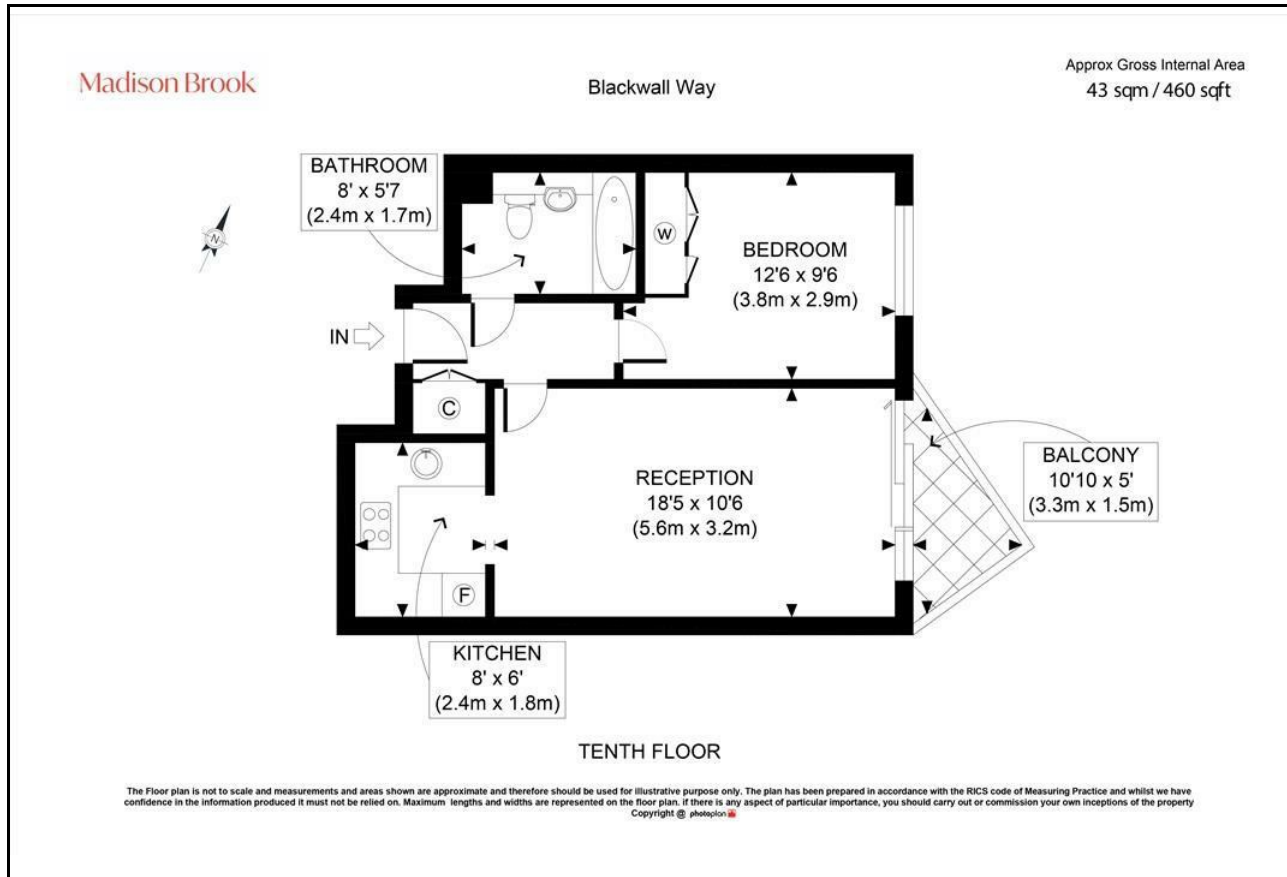 Madison Brook
Blackwall Way
Approx Gross Internal Area
43 sqm / 460 sqft
BATHROOM
8' x 5'7
(2.4m x 1.7m)
N
W
BEDROOM
12'6 x 9'6
(3.8m x 2.9m)
IN
C
RECEPTION
18'5 x 10'6
(5.6m x 3.2m)
BALCONY
10'10 x 5'
(3.3m x 1.5m)
F
KITCHEN
8' x 6'
(2.4m x 1.8m)
TENTH FLOOR
The Floor plan is not to scale and measurements and areas shown are approximate and therefore should be used for illustrative purpose only. The plan has been prepared in accordance with the RICS code of Measuring Practice and whilst we have
confidence in the information produced it must not be relied on. Maximum lengths and widths are represented on the floor plan. if there is any aspect of particular importance, you should carry out or commission your own inceptions of the property
Copyright @ photoplan